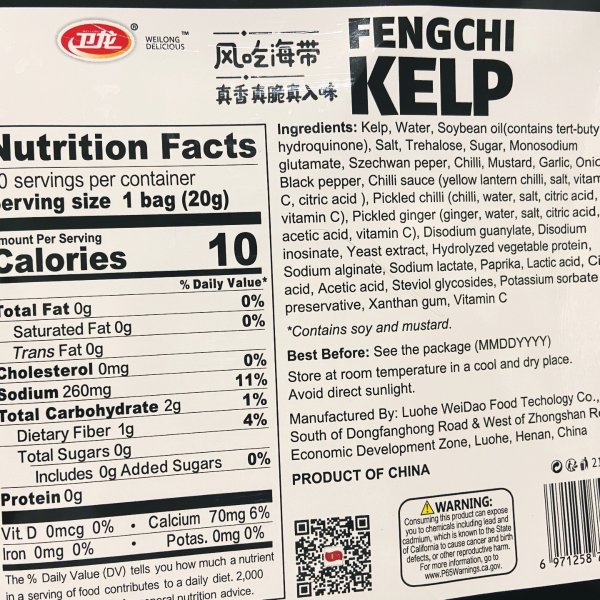 卫龙®
WEILONG™
DELICIOUS
风吃海带
真香真脆真入味
FENGCHI
KELP
Nutrition Facts
0 servings per container
erving size 1 bag (20g)
mount Per Serving
Calories 10
% Daily Value*
Total Fat 0g 0%
Saturated Fat 0g 0%
Trans Fat 0g
Cholesterol 0mg 0%
Sodium 260mg 11%
Total Carbohydrate 2g 1%
Dietary Fiber 1g 4%
Total Sugars 0g
Includes 0g Added Sugars 0%
Protein 0g
Vit. D 0mcg 0% • Calcium 70mg 6%
Iron 0mg 0% • Potas. 0mg 0%
The % Daily Value (DV) tells you how much a nutrient
in a serving of food contributes to a daily diet. 2,000
general nutrition advice.
Ingredients: Kelp, Water, Soybean oil(contains tert-buty
hydroquinone), Salt, Trehalose, Sugar, Monosodium
glutamate, Szechwan peper, Chilli, Mustard, Garlic, Onio
Black pepper, Chilli sauce (yellow lantern chilli, salt, vitam
C, citric acid ), Pickled chilli (chilli, water, salt, citric acid,
vitamin C), Pickled ginger (ginger, water, salt, citric acid,
acetic acid, vitamin C), Disodium guanylate, Disodium
inosinate, Yeast extract, Hydrolyzed vegetable protein,
Sodium alginate, Sodium lactate, Paprika, Lactic acid, Ci
acid, Acetic acid, Steviol glycosides, Potassium sorbate
preservative, Xanthan gum, Vitamin C
*Contains soy and mustard.
Best Before: See the package (MMDDYYYY)
Store at room temperature in a cool and dry place.
Avoid direct sunlight.
Manufactured By: Luohe WeiDao Food Techology Co.,
South of Dongfanghong Road & West of Zhongshan Ro
Economic Development Zone, Luohe, Henan, China
PRODUCT OF CHINA
WARNING:
Consuming this product can expose
you to chemicals including lead and
cadmium, which is known to the State
of California to cause cancer and birth
defects, or other reproductive harm.
For more information, go to
www.P65Warnings.ca.gov.
6 971258